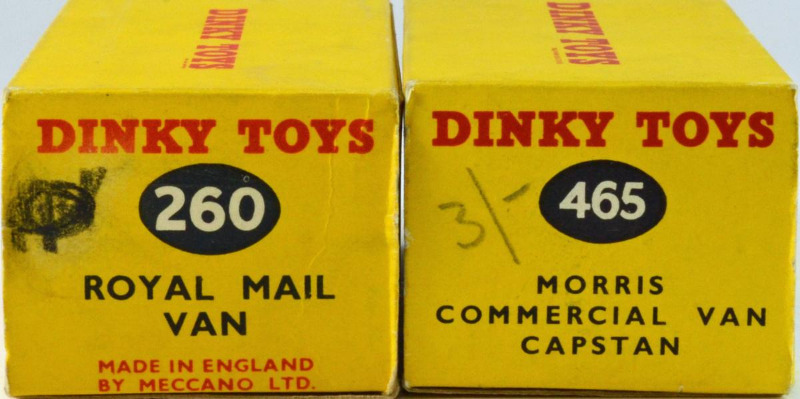 DINKY TOYS
DINKY TOYS
DINKY TOYS
260
ROYAL MAIL
VAN
MADE IN ENGLAND
BY MECCANO LTD.
DINKY TOYS
3/-
465
MORRIS
COMMERCIAL VAN
CAPSTAN